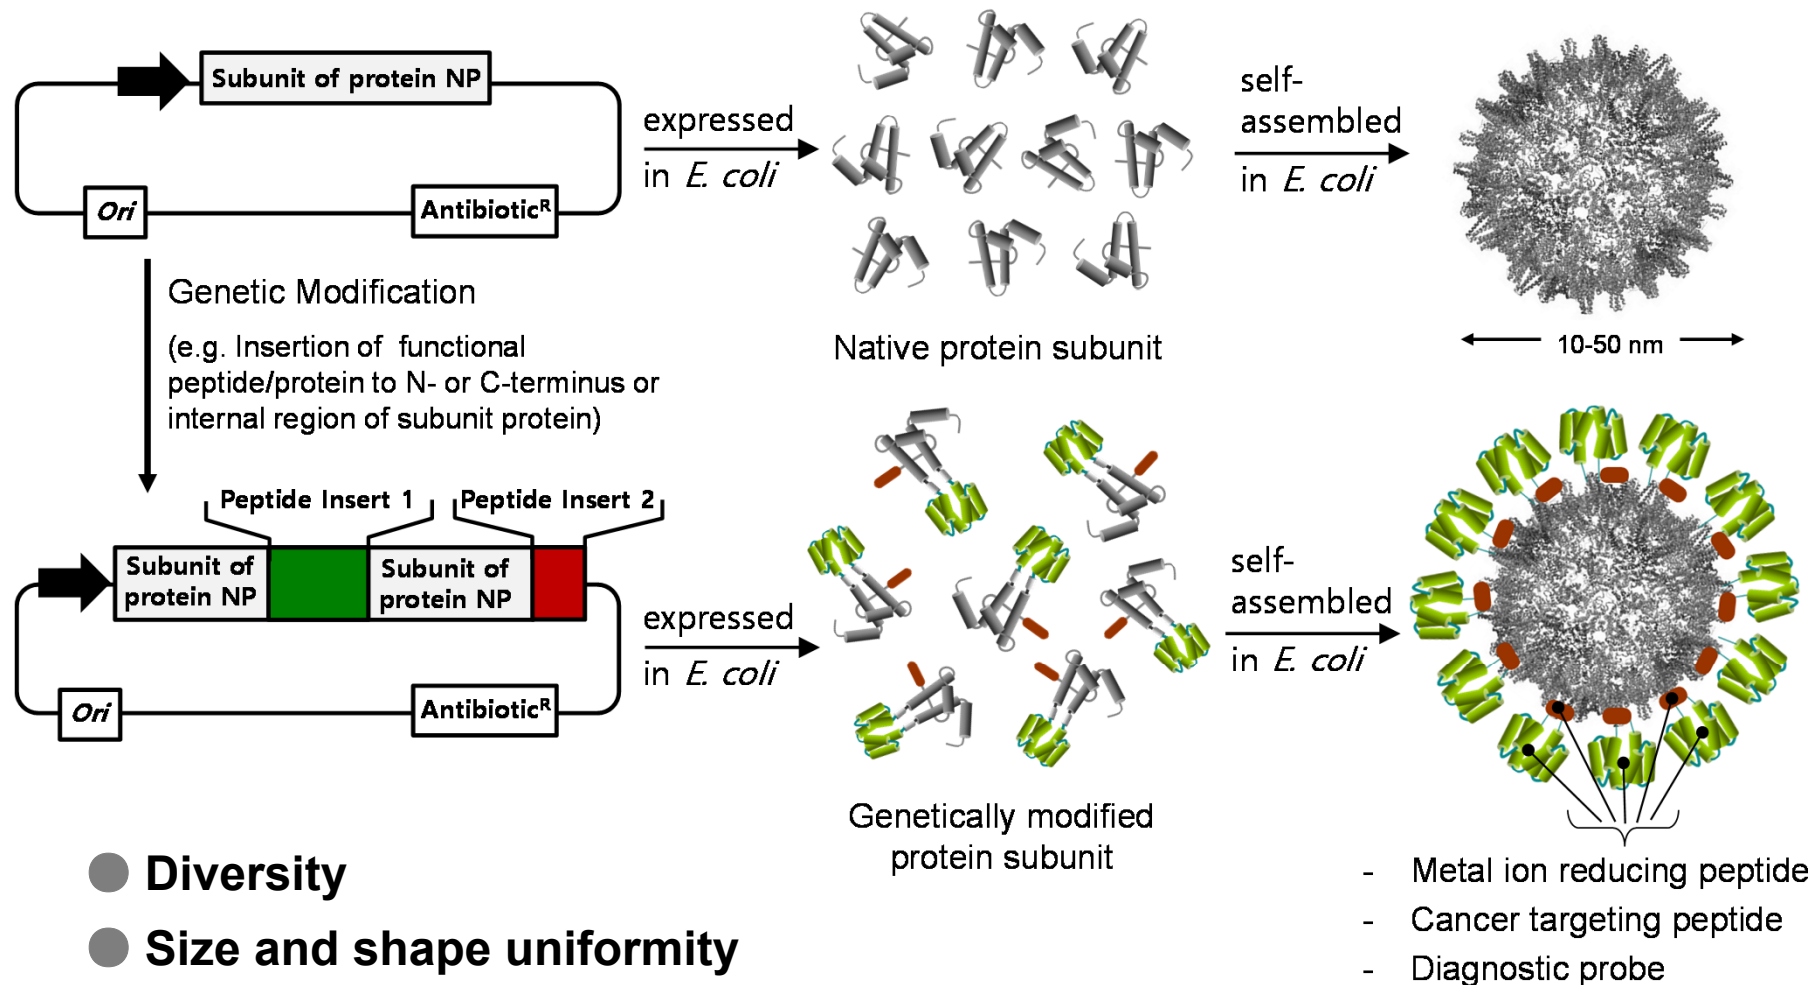 Subunit of protein NP
Ori
Antibioticᴿ
expressed
in E. coli
Native protein subunit
self-
assembled
in E. coli
10-50 nm
Genetic Modification
(e.g. Insertion of functional
peptide/protein to N- or C-terminus or
internal region of subunit protein)
Peptide Insert 1
Peptide Insert 2
Subunit of
protein NP
Subunit of
protein NP
Ori
Antibioticᴿ
expressed
in E. coli
Genetically modified
protein subunit
self-
assembled
in E. coli
- Metal ion reducing peptide
- Cancer targeting peptide
- Diagnostic probe
● Diversity
● Size and shape uniformity